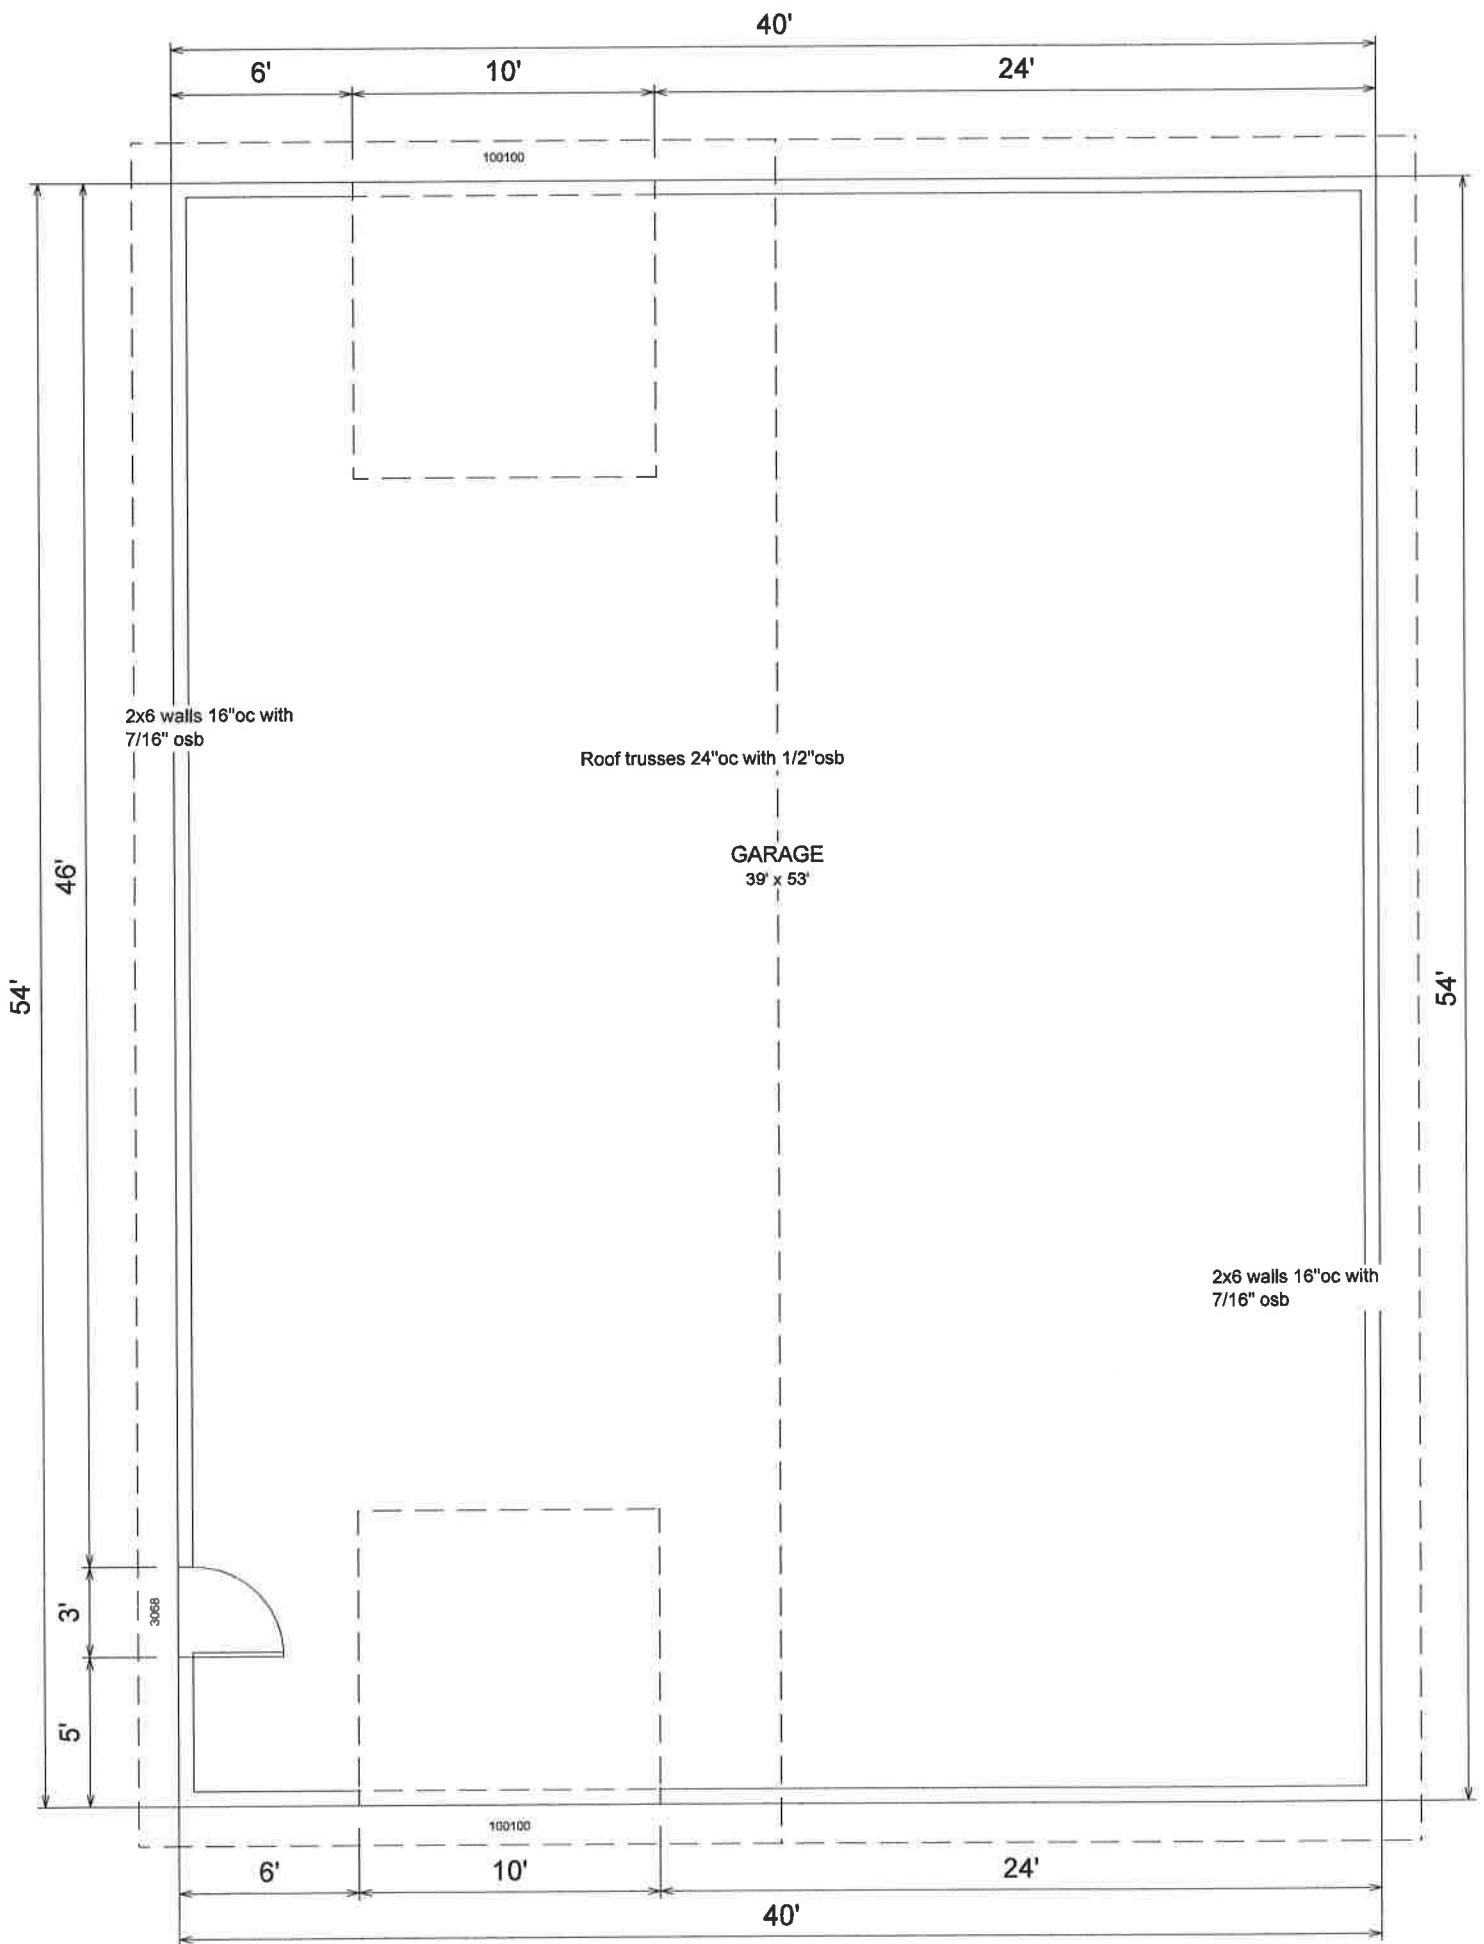 40'
6'
10'
24'
100100
2x6 walls 16"oc with
7/16" osb
Roof trusses 24"oc with 1/2"osb
GARAGE
39' x 53'
46'
54'
54'
2x6 walls 16"oc with
7/16" osb
3'
3068
5'
100100
6'
10'
24'
40'